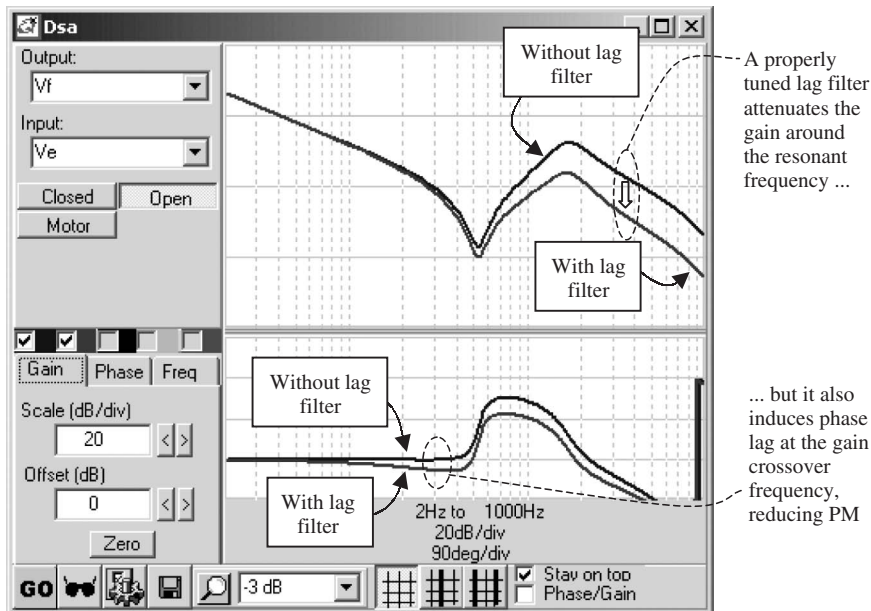 Dsa
Output:
Vf
Input:
Ve
Closed
Open
Motor
Gain
Phase
Freq
Scale (dB/div)
20
< >
Offset (dB)
0
< >
Zero
Without lag
filter
With lag
filter
A properly
tuned lag filter
attenuates the
gain around
the resonant
frequency ...
Without lag
filter
With lag
filter
... but it also
induces phase
lag at the gain
crossover
frequency,
reducing PM
2Hz to 1000Hz
20dB/div
90deg/div
GO
-3 dB
Stay on top
Phase/Gain